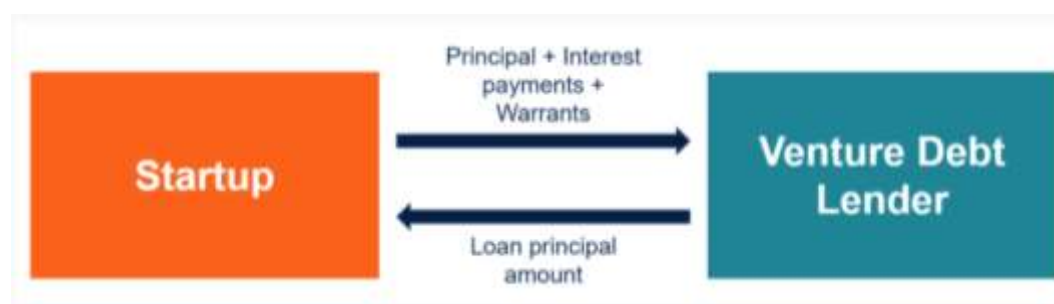 Principal + Interest
payments +
Warrants
Startup
Venture Debt
Lender
Loan principal
amount